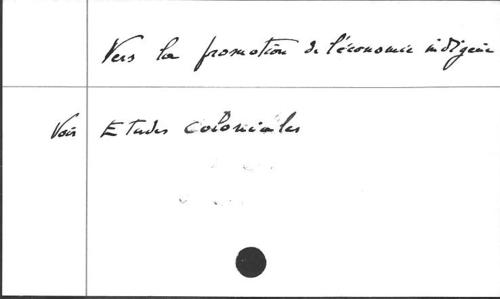 Vers la promotion de l'économie indigène
Voir Etudes coloniales